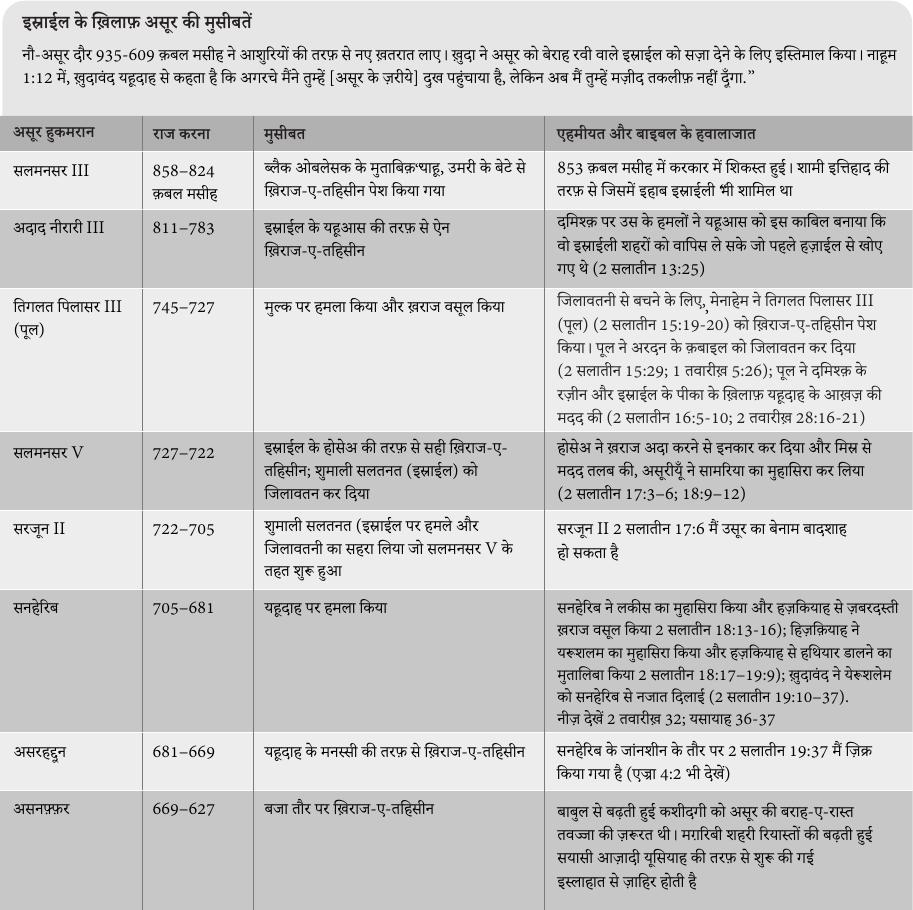 इस्राईल के ख़िलाफ़ असूर की मुसीबतें
नौ-असूर दौर 935-609 क़बल मसीह ने आशुरियों की तरफ़ से नए ख़तरात लाए। ख़ुदा ने असूर को बेराह रवी वाले इस्राईल को सज़ा देने के लिए इस्तिमाल किया। नाहूम
1:12 में, ख़ुदावंद यहूदाह से कहता है कि अगरचे मैंने तुम्हें [असूर के ज़रीये] दुख पहुंचाया है, लेकिन अब मैं तुम्हें मज़ीद तकलीफ़ नहीं दूँगा.”
असूर हुकमरान
राज करना
मुसीबत
एहमीयत और बाइबल के हवालाजात
सलमनसर III
858–824
क़बल मसीह
ब्लैक ओबलेसक के मुताबिक़ याहू, उमरी के बेटे से
ख़िराज-ए-तहिसीन पेश किया गया
853 क़बल मसीह में करकार में शिकस्त हुई। शामी इत्तिहाद की
तरफ़ से जिसमें इहाब इस्राईली भी शामिल था
अदाद नीरारी III
811–783
इस्राईल के यहूआस की तरफ़ से ऐन
ख़िराज-ए-तहिसीन
दमिश्क़ पर उस के हमलों ने यहूआस को इस काबिल बनाया कि
वो इस्राईली शहरों को वापिस ले सके जो पहले हज़ाईल से खोए
गए थे (2 सलातीन 13:25)
तिगलत पिलासर III
(पूल)
745–727
मुल्क पर हमला किया और ख़राज वसूल किया
जिलावतनी से बचने के लिए, मेनाहेम ने तिगलत पिलासर III
(पूल) (2 सलातीन 15:19-20) को ख़िराज-ए-तहिसीन पेश
किया। पूल ने अरदन के क़बाइल को जिलावतन कर दिया
(2 सलातीन 15:29; 1 तवारीख़ 5:26); पूल ने दमिश्क़ के
रज़ीन और इस्राईल के पीका के ख़िलाफ़ यहूदाह के आख़ज़ की
मदद की (2 सलातीन 16:5-10; 2 तवारीख़ 28:16-21)
सलमनसर V
727–722
इस्राईल के होसेअ की तरफ़ से सही ख़िराज-ए-
तहिसीन; शुमाली सलतनत (इस्राईल) को
जिलावतन कर दिया
होसेअ ने ख़राज अदा करने से इनकार कर दिया और मिस्र से
मदद तलब की, असूरीयूँ ने सामरिया का मुहासिरा कर लिया
(2 सलातीन 17:3–6; 18:9–12)
सरजून II
722–705
शुमाली सलतनत (इस्राईल पर हमले और
जिलावतनी का सहरा लिया जो सलमनसर V के
तहत शुरू हुआ
सरजून II 2 सलातीन 17:6 मैं उसूर का बेनाम बादशाह
हो सकता है
सनहेरिब
705–681
यहूदाह पर हमला किया
सनहेरिब ने लकीस का मुहासिरा किया और हज़कियाह से ज़बरदस्ती
ख़राज वसूल किया 2 सलातीन 18:13-16); हिज़क़ियाह ने
यरूशलम का मुहासिरा किया और हज़कियाह से हथियार डालने का
मुतालिबा किया 2 सलातीन 18:17–19:9); ख़ुदावंद ने येरूशलेम
को सनहेरिब से नजात दिलाई (2 सलातीन 19:10–37).
नीज़ देखें 2 तवारीख़ 32; यसायाह 36-37
असरहद्दून
681–669
यहूदाह के मनस्सी की तरफ़ से ख़िराज-ए-तहिसीन
सनहेरिब के जांनशीन के तौर पर 2 सलातीन 19:37 मैं ज़िक्र
किया गया है (एज्रा 4:2 भी देखें)
असनफ़्फ़र
669–627
बजा तौर पर ख़िराज-ए-तहिसीन
बाबुल से बढ़ती हुई कशीदगी को असूर की बराह-ए-रास्त
तवज्जा की ज़रूरत थी। मग़रिबी शहरी रियास्तों की बढ़ती हुई
सयासी आज़ादी यूसियाह की तरफ़ से शुरू की गई
इस्लाहात से ज़ाहिर होती है